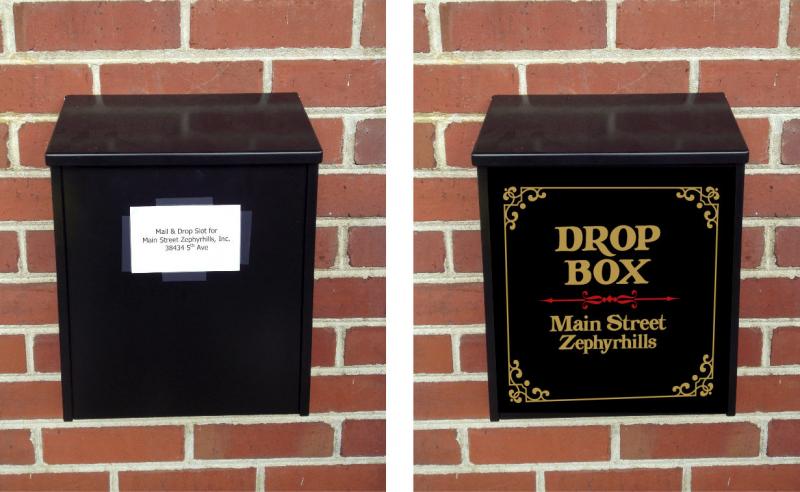 Mail & Drop Slot for
Main Street Zephyrhills, Inc.
38434 5th Ave
DROP
BOX
Main Street
Zephyrhills